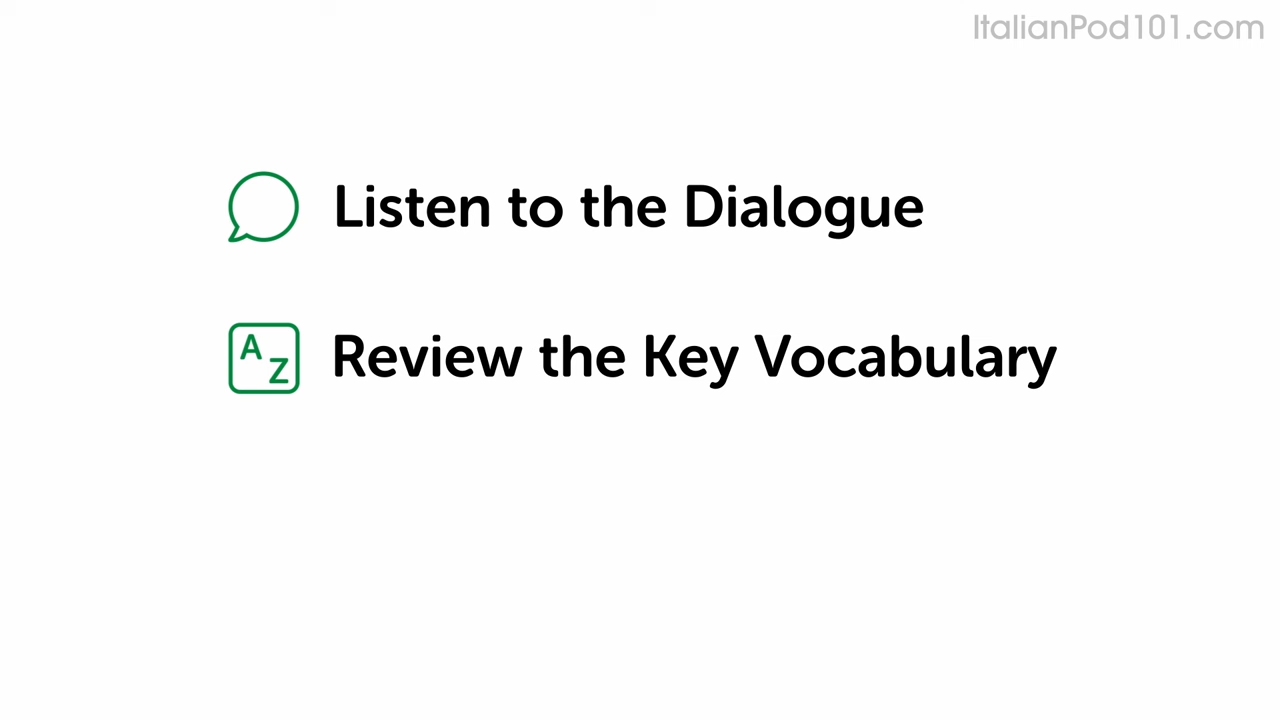 ItalianPod101.com
Listen to the Dialogue
A Z
Review the Key Vocabulary